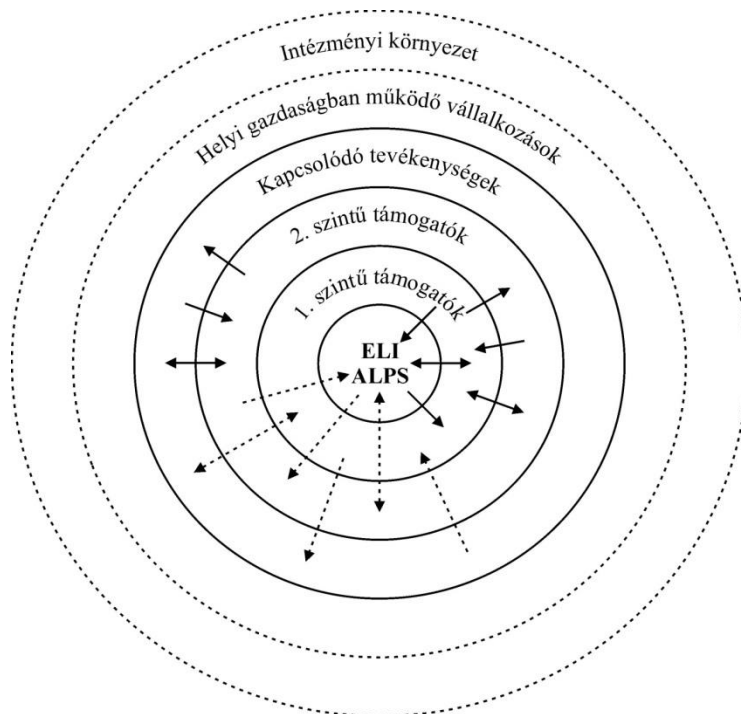 Intézményi környezet
Helyi gazdaságban működő vállalkozások
Kapcsolódó tevékenységek
2. szintű támogatók
1. szintű támogatók
ELI
ALPS